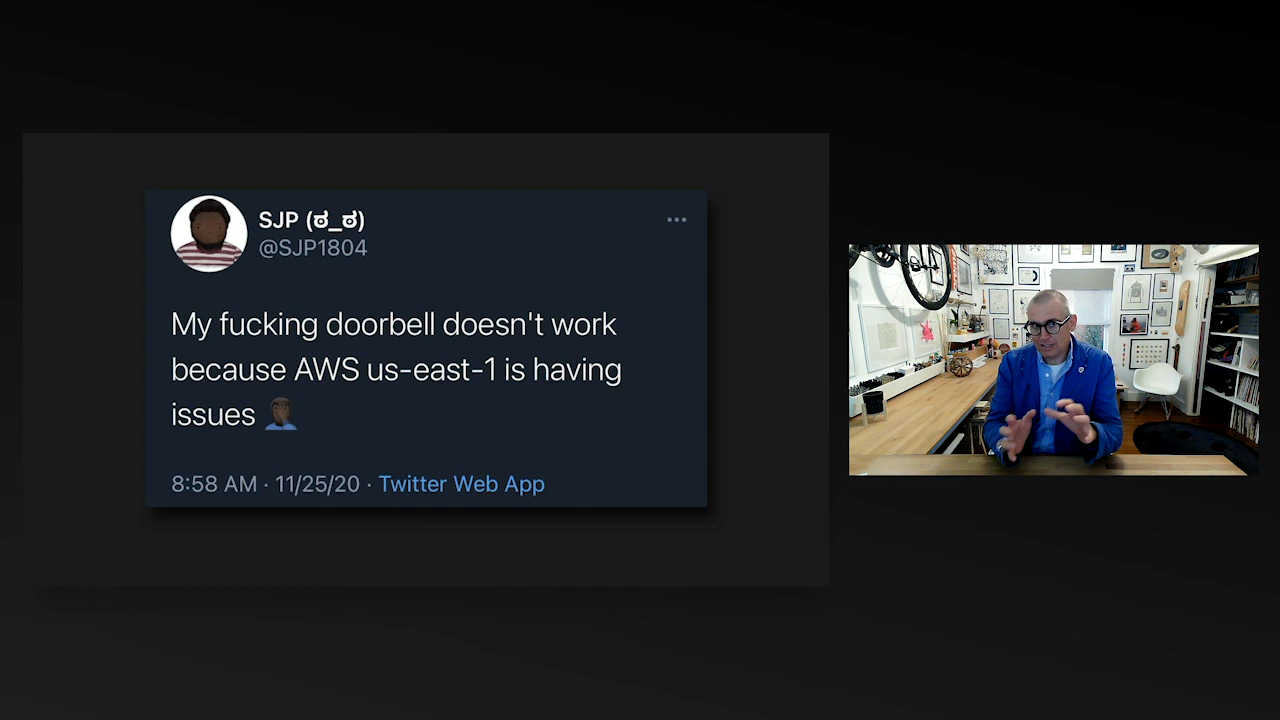 SJP (ಠ_ಠ)
@SJP1804
My fucking doorbell doesn't work
because AWS us-east-1 is having
issues 🤦🏿‍♂️
8:58 AM · 11/25/20 · Twitter Web App